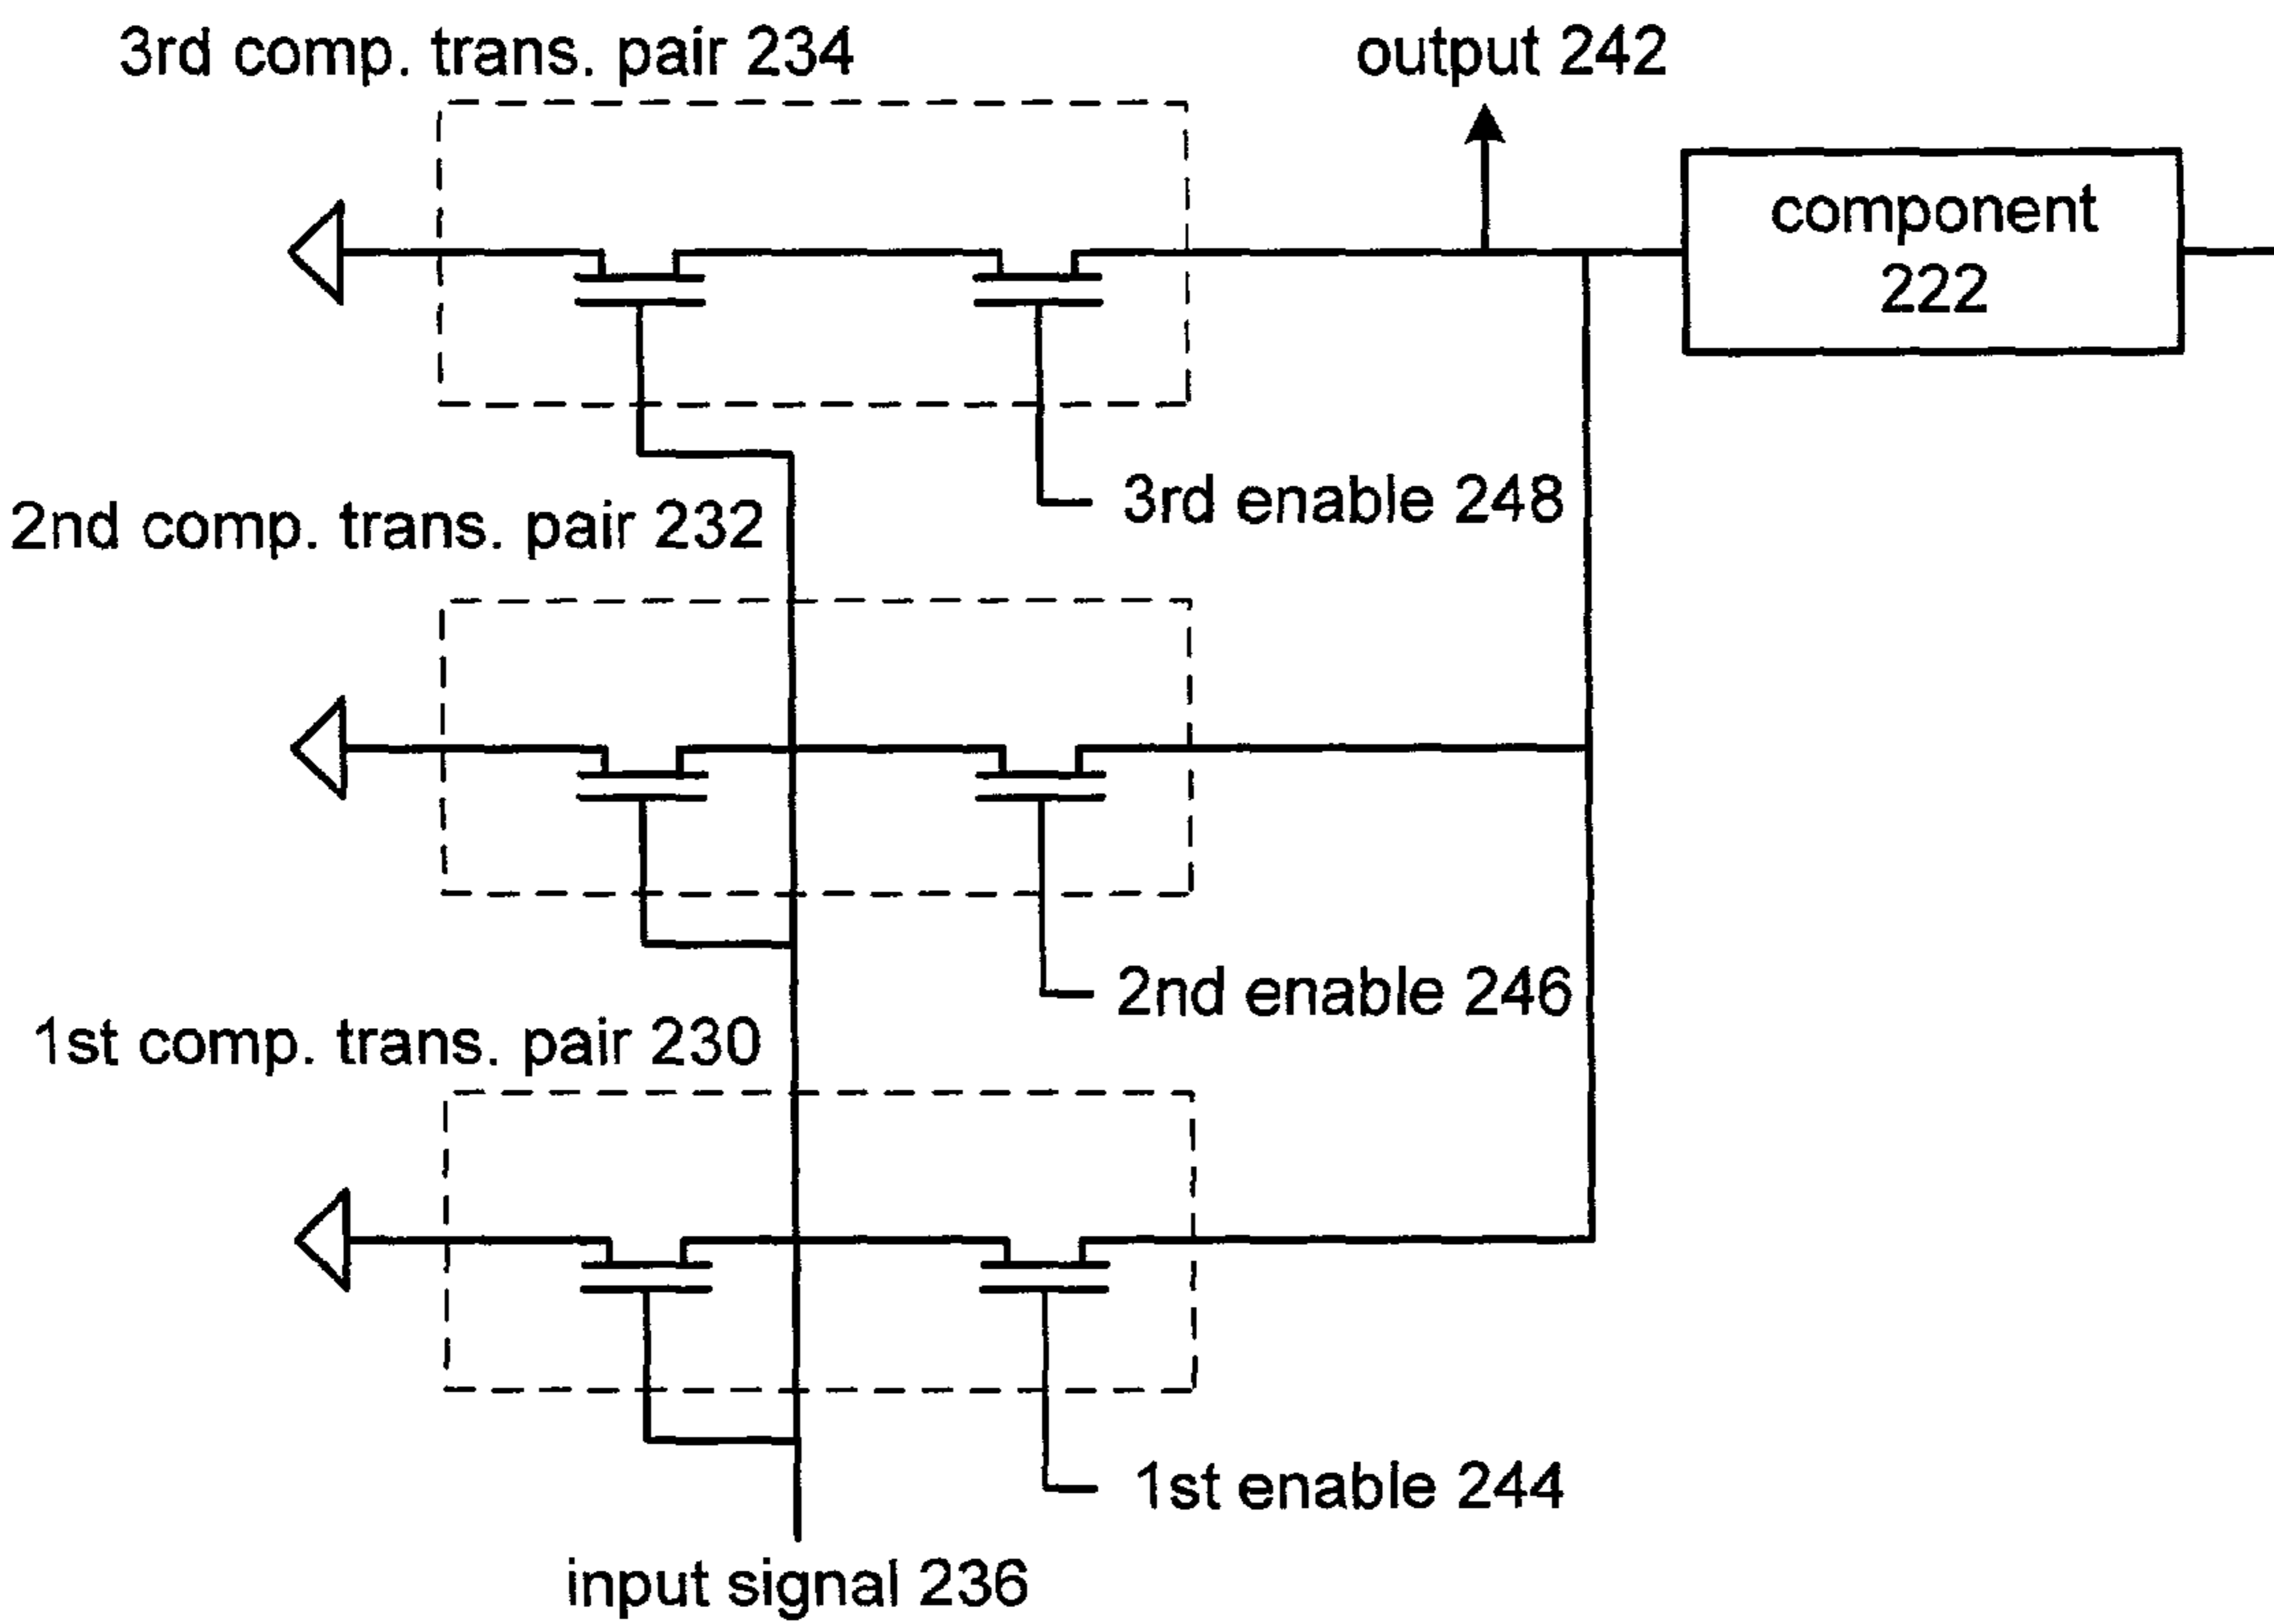 3rd comp. trans. pair 234
output 242
component
222
3rd enable 248
2nd comp. trans. pair 232
2nd enable 246
1st comp. trans. pair 230
1st enable 244
input signal 236